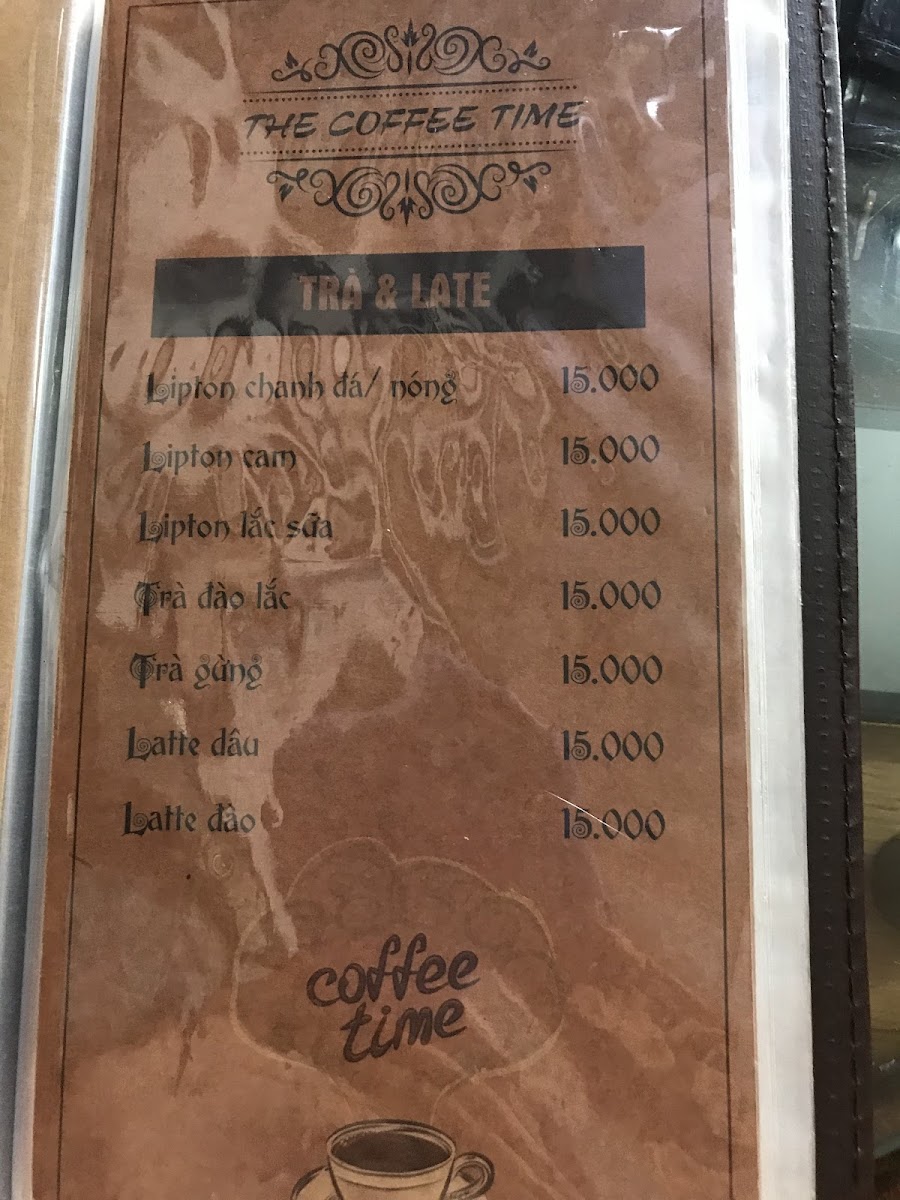 THE COFFEE TIME
TRÀ & LATE
Lipton chanh đá/ nóng 15.000
Lipton cam 15.000
Lipton lắc sữa 15.000
Trà đào lắc 15.000
Trà gừng 15.000
Latte dâu 15.000
Latte đào 15.000
coffee
time